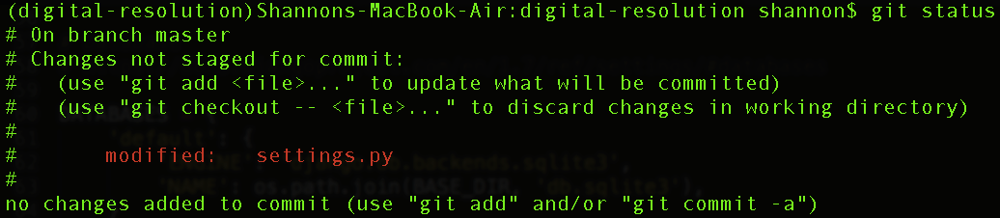 (digital-resolution)Shannons-MacBook-Air:digital-resolution shannon$ git status
# On branch master
# Changes not staged for commit:
#   (use "git add <file>..." to update what will be committed)
#   (use "git checkout -- <file>..." to discard changes in working directory)
#
#       modified:   settings.py
#
no changes added to commit (use "git add" and/or "git commit -a")